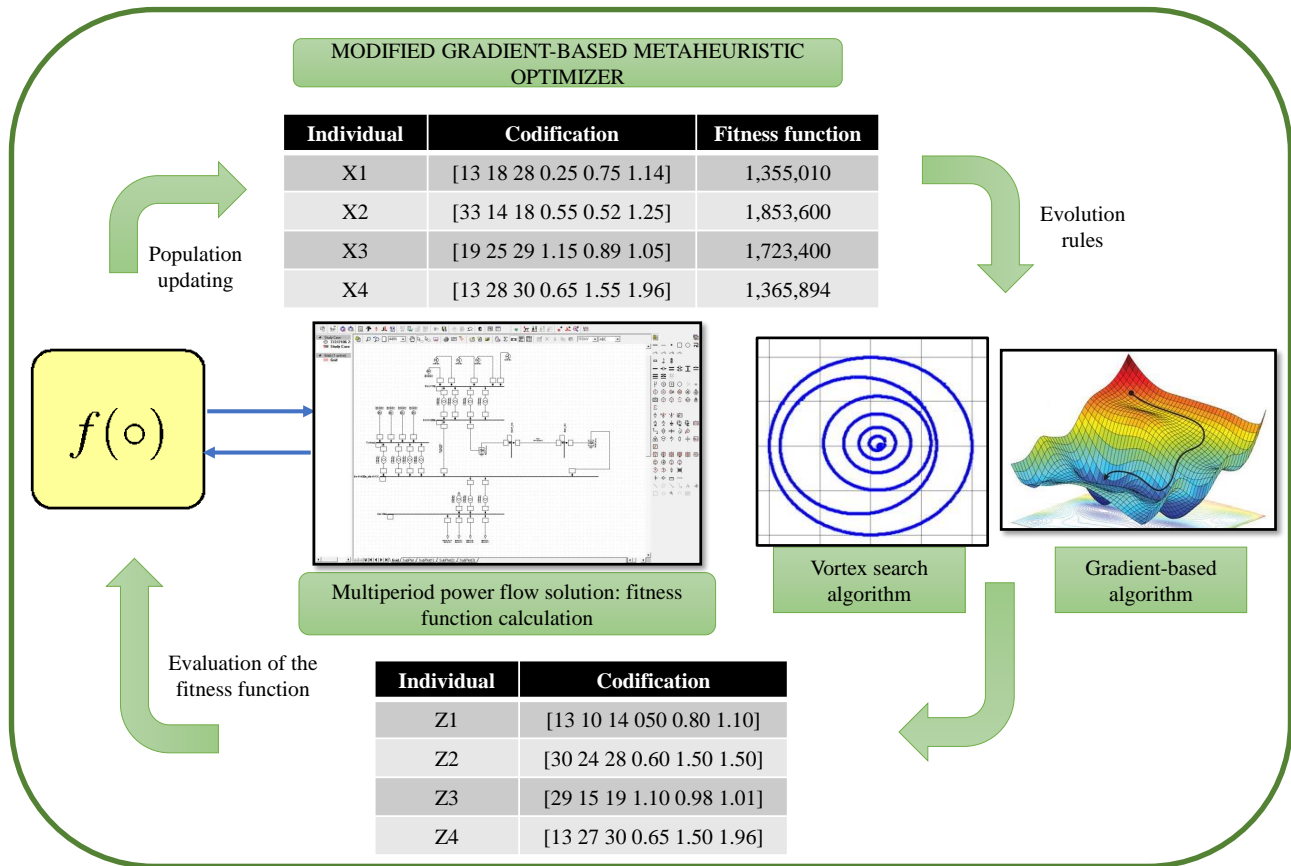 MODIFIED GRADIENT-BASED METAHEURISTIC
OPTIMIZER
Individual Codification Fitness function
X1 [13 18 28 0.25 0.75 1.14] 1,355,010
X2 [33 14 18 0.55 0.52 1.25] 1,853,600
X3 [19 25 29 1.15 0.89 1.05] 1,723,400
X4 [13 28 30 0.65 1.55 1.96] 1,365,894
Population
updating
Evolution
rules
f(∘)
Multiperiod power flow solution: fitness
function calculation
Vortex search
algorithm
Gradient-based
algorithm
Evaluation of the
fitness function
Individual Codification
Z1 [13 10 14 050 0.80 1.10]
Z2 [30 24 28 0.60 1.50 1.50]
Z3 [29 15 19 1.10 0.98 1.01]
Z4 [13 27 30 0.65 1.50 1.96]